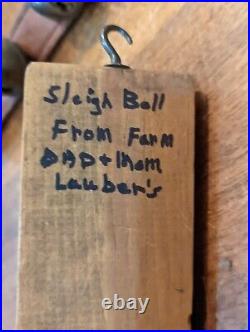 Sleigh Bell
From Farm
DAD + Mom
Lauber's